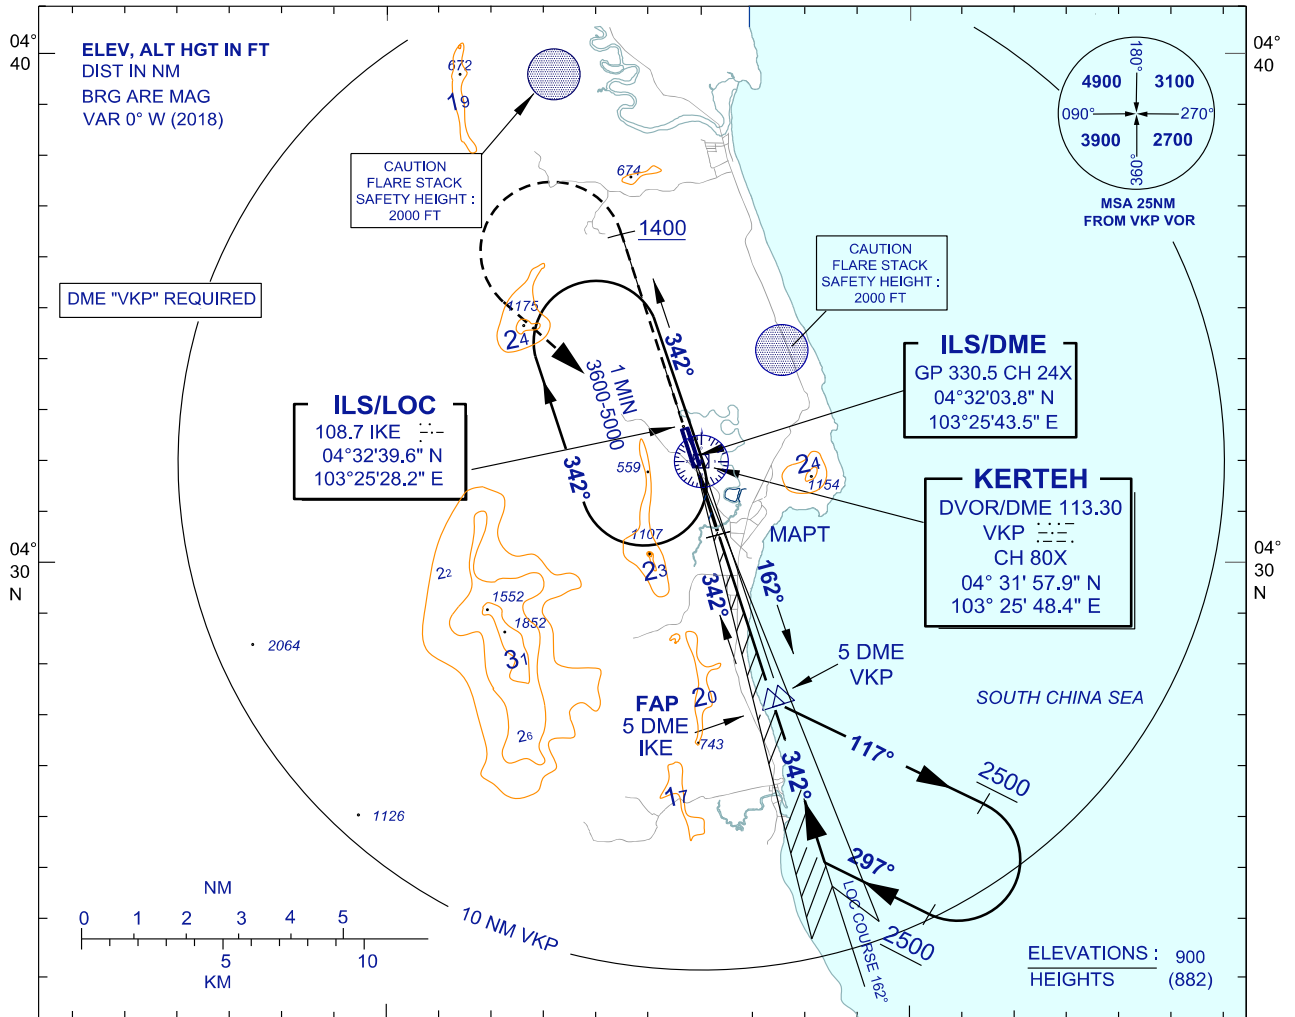 04°
40
ELEV, ALT HGT IN FT
DIST IN NM
BRG ARE MAG
VAR 0° W (2018)
672
19
CAUTION
FLARE STACK
SAFETY HEIGHT :
2000 FT
674
1400
04°
40
180°
4900
3100
090°
270°
3900
2700
360°
MSA 25NM
FROM VKP VOR
CAUTION
FLARE STACK
SAFETY HEIGHT :
2000 FT
DME "VKP" REQUIRED
1175
24
342°
1 MIN
3600-5000
342°
ILS/LOC
108.7 IKE
04°32'39.6" N
103°25'28.2" E
ILS/DME
GP 330.5 CH 24X
04°32'03.8" N
103°25'43.5" E
559
24
1154
KERTEH
DVOR/DME 113.30
VKP
CH 80X
04° 31' 57.9" N
103° 25' 48.4" E
1107
23
MAPT
04°
30
N
04°
30
N
22
1552
1852
31
2064
26
342°
162°
5 DME
VKP
SOUTH CHINA SEA
20
FAP
5 DME
IKE
743
117°
342°
2500
17
1126
297°
LOC COURSE 162°
2500
NM
0 1 2 3 4 5
5 10
KM
10 NM VKP
ELEVATIONS : 900
HEIGHTS (882)